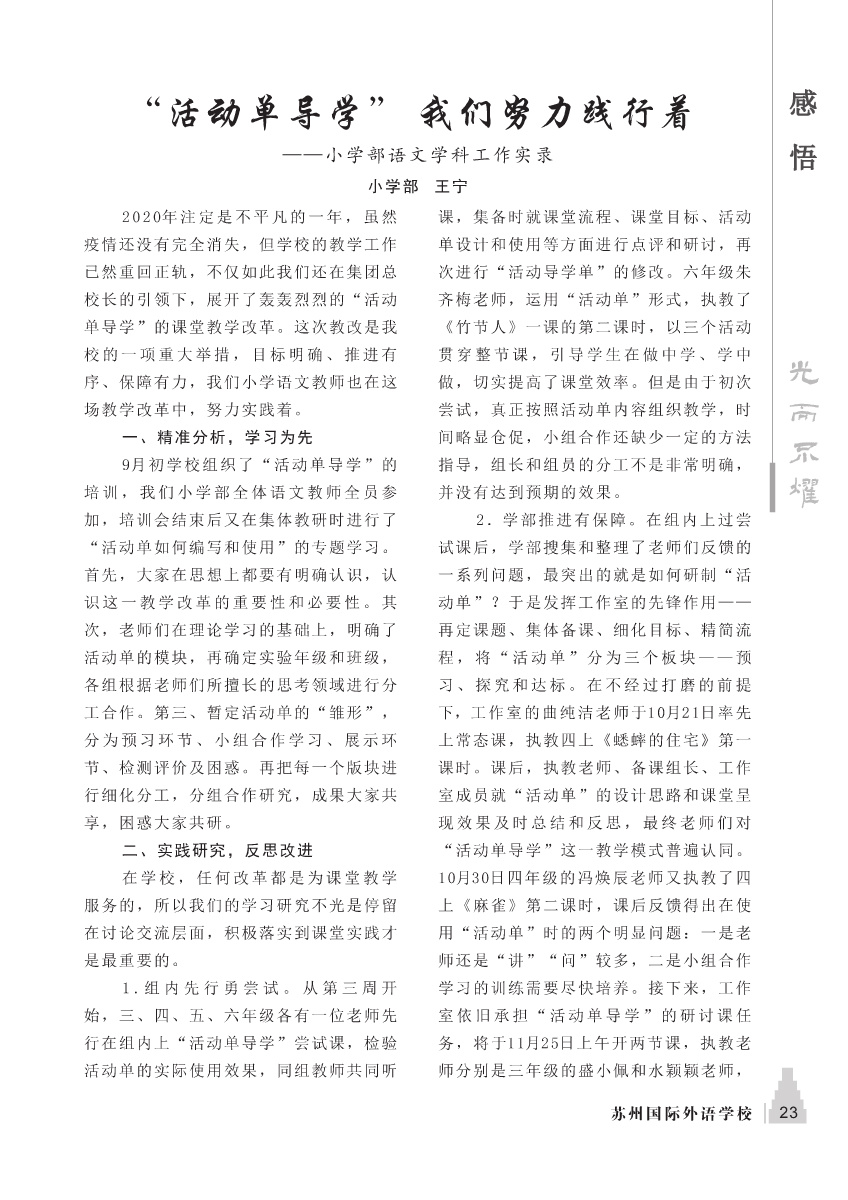 “活动单导学” 我们努力践行着
——小学部语文学科工作实录
小学部　王宁
2020年注定是不平凡的一年，虽然
疫情还没有完全消失，但学校的教学工作
已然重回正轨，不仅如此我们还在集团总
校长的引领下，展开了轰轰烈烈的“活动
单导学”的课堂教学改革。这次教改是我
校的一项重大举措，目标明确、推进有
序、保障有力，我们小学语文教师也在这
场教学改革中，努力实践着。
一、精准分析，学习为先
9月初学校组织了“活动单导学”的
培训，我们小学部全体语文教师全员参
加，培训会结束后又在集体教研时进行了
“活动单如何编写和使用”的专题学习。
首先，大家在思想上都要有明确认识，认
识这一教学改革的重要性和必要性。其
次，老师们在理论学习的基础上，明确了
活动单的模块，再确定实验年级和班级，
各组根据老师们所擅长的思考领域进行分
工合作。第三、暂定活动单的“雏形”，
分为预习环节、小组合作学习、展示环
节、检测评价及困惑。再把每一个版块进
行细化分工，分组合作研究，成果大家共
享，困惑大家共研。
二、实践研究，反思改进
在学校，任何改革都是为课堂教学
服务的，所以我们的学习研究不光是停留
在讨论交流层面，积极落实到课堂实践才
是最重要的。
1.组内先行勇尝试。从第三周开
始，三、四、五、六年级各有一位老师先
行在组内上“活动单导学”尝试课，检验
活动单的实际使用效果，同组教师共同听
课，集备时就课堂流程、课堂目标、活动
单设计和使用等方面进行点评和研讨，再
次进行“活动导学单”的修改。六年级朱
齐梅老师，运用“活动单”形式，执教了
《竹节人》一课的第二课时，以三个活动
贯穿整节课，引导学生在做中学、学中
做，切实提高了课堂效率。但是由于初次
尝试，真正按照活动单内容组织教学，时
间略显仓促，小组合作还缺少一定的方法
指导，组长和组员的分工不是非常明确，
并没有达到预期的效果。
2．学部推进有保障。在组内上过尝
试课后，学部搜集和整理了老师们反馈的
一系列问题，最突出的就是如何研制“活
动单”？于是发挥工作室的先锋作用——
再定课题、集体备课、细化目标、精简流
程，将“活动单”分为三个板块——预
习、探究和达标。在不经过打磨的前提
下，工作室的曲纯洁老师于10月21日率先
上常态课，执教四上《蟋蟀的住宅》第一
课时。课后，执教老师、备课组长、工作
室成员就“活动单”的设计思路和课堂呈
现效果及时总结和反思，最终老师们对
“活动单导学”这一教学模式普遍认同。
10月30日四年级的冯焕辰老师又执教了四
上《麻雀》第二课时，课后反馈得出在使
用“活动单”时的两个明显问题：一是老
师还是“讲”“问”较多，二是小组合作
学习的训练需要尽快培养。接下来，工作
室依旧承担“活动单导学”的研讨课任
务，将于11月25日上午开两节课，执教老
师分别是三年级的盛小佩和水颖颖老师，
感悟
光而不耀
苏州国际外语学校 23